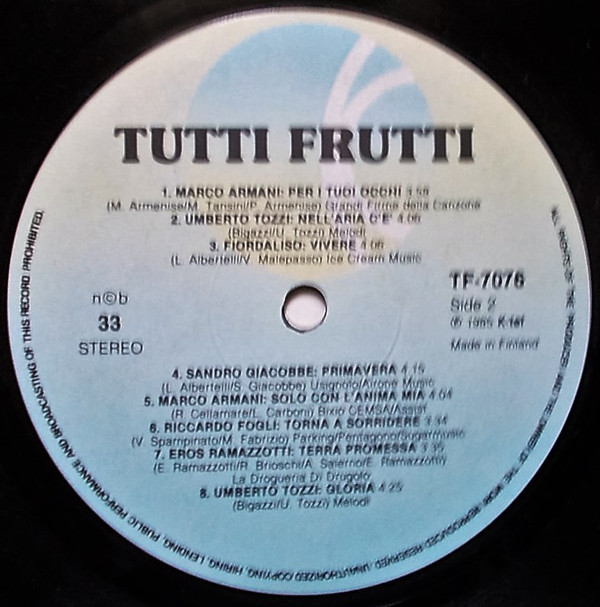 TUTTI FRUTTI
1. MARCO ARMANI: PER I TUOI OCCHI 3.58
(M. Armenise/M. Tansini/P. Armenise) Grandi Firme della Canzone
2. UMBERTO TOZZI: NELL'ARIA C'E' 4.06
(Bigazzi/U. Tozzi) Melodi
3. FIORDALISO: VIVERE 4.06
(L. Albertelli/V. Malepasso) Ice Cream Music
TF-7076
Side 2
℗ 1985 K-tel
Made in Finland
n©b
33
STEREO
4. SANDRO GIACOBBE: PRIMAVERA 4.15
(L. Albertelli/S. Giacobbe) Usignolo/Airone Music
5. MARCO ARMANI: SOLO CON L'ANIMA MIA 4.04
(R. Cellamare/L. Carboni) Bixio CEMSA/Assist
6. RICCARDO FOGLI: TORNA A SORRIDERE 3.34
(V. Spampinato/M. Fabrizio) Parking/Pentagono/Sugarmusic
7. EROS RAMAZZOTTI: TERRA PROMESSA 3.35
(E. Ramazzotti/R. Brioschi/A. Salerno/E. Ramazzotti)
La Drogueria Di Drugolo
8. UMBERTO TOZZI: GLORIA 4.25
(Bigazzi/U. Tozzi) Melodi
OF THE PRODUCER AND THE OWNER OF THE WORK REPRODUCED RESERVED. UNAUTHORIZED COPYING, HIRING, LENDING, PUBLIC PERFORMANCE AND BROADCASTING OF THIS RECORD PROHIBITED.